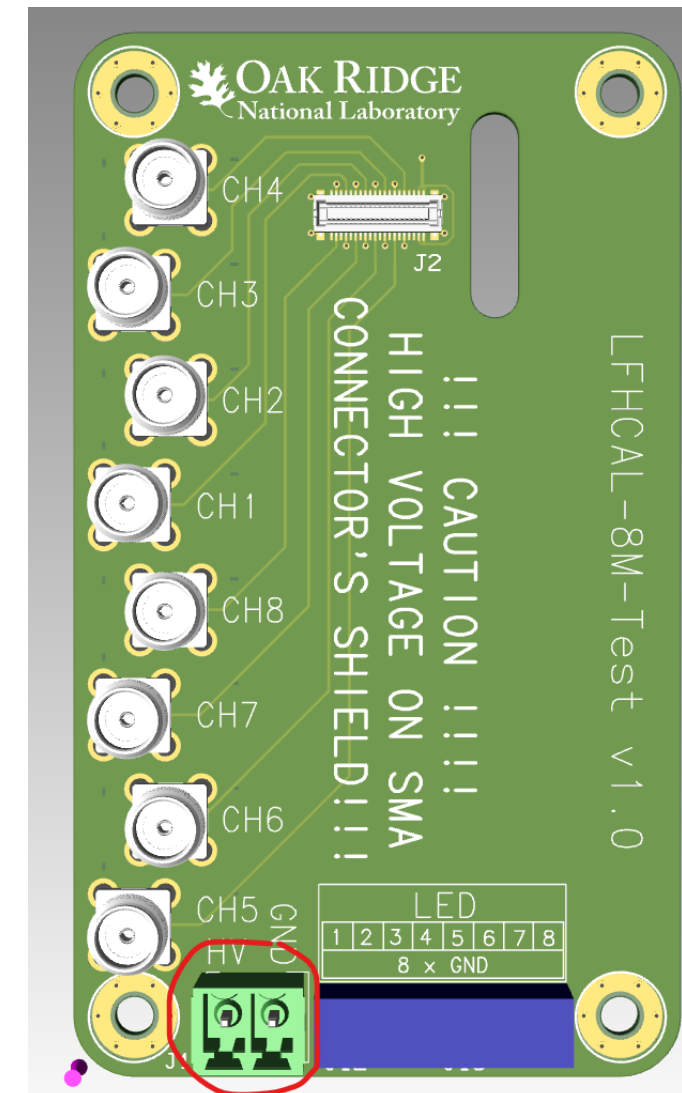 OAK RIDGE
National Laboratory
CH4
J2
CH3
CH2
CH1
CH8
CH7
CH6
CH5
!!! CAUTION !!!!
HIGH VOLTAGE ON SMA
CONNECTOR'S SHIELD!!!
LFHCAL-8M-Test v1.0
HV
GND
LED
1 2 3 4 5 6 7 8
8 x GND